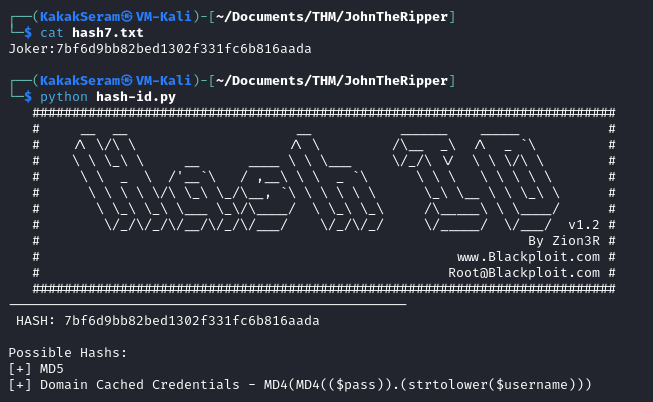 ┌──(KakakSeram㉿VM-Kali)-[~/Documents/THM/JohnTheRipper]
└─$ cat hash7.txt
Joker:7bf6d9bb82bed1302f331fc6b816aada
┌──(KakakSeram㉿VM-Kali)-[~/Documents/THM/JohnTheRipper]
└─$ python hash-id.py
v1.2 #
By Zion3R #
www.Blackploit.com #
Root@Blackploit.com #
HASH: 7bf6d9bb82bed1302f331fc6b816aada
Possible Hashs:
[+] MD5
[+] Domain Cached Credentials - MD4(MD4(($pass)).(strtolower($username)))